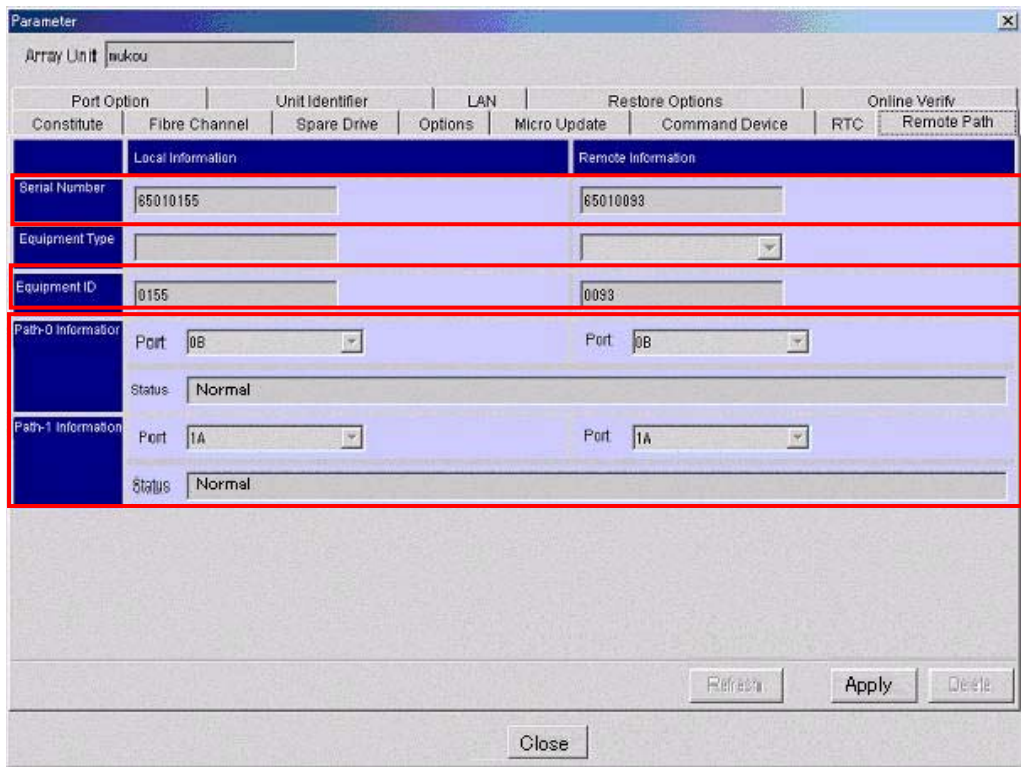 Parameter
Array Unit mukou
Port Option Unit Identifier LAN Restore Options Online Verify
Constitute Fibre Channel Spare Drive Options Micro Update Command Device RTC Remote Path
Local Information Remote Information
Serial Number 65010155 65010093
Equipment Type
Equipment ID 0155 0093
Path-0 Information Port 0B Port 0B
Status Normal
Path-1 Information Port 1A Port 1A
Status Normal
Refresh Apply Delete
Close